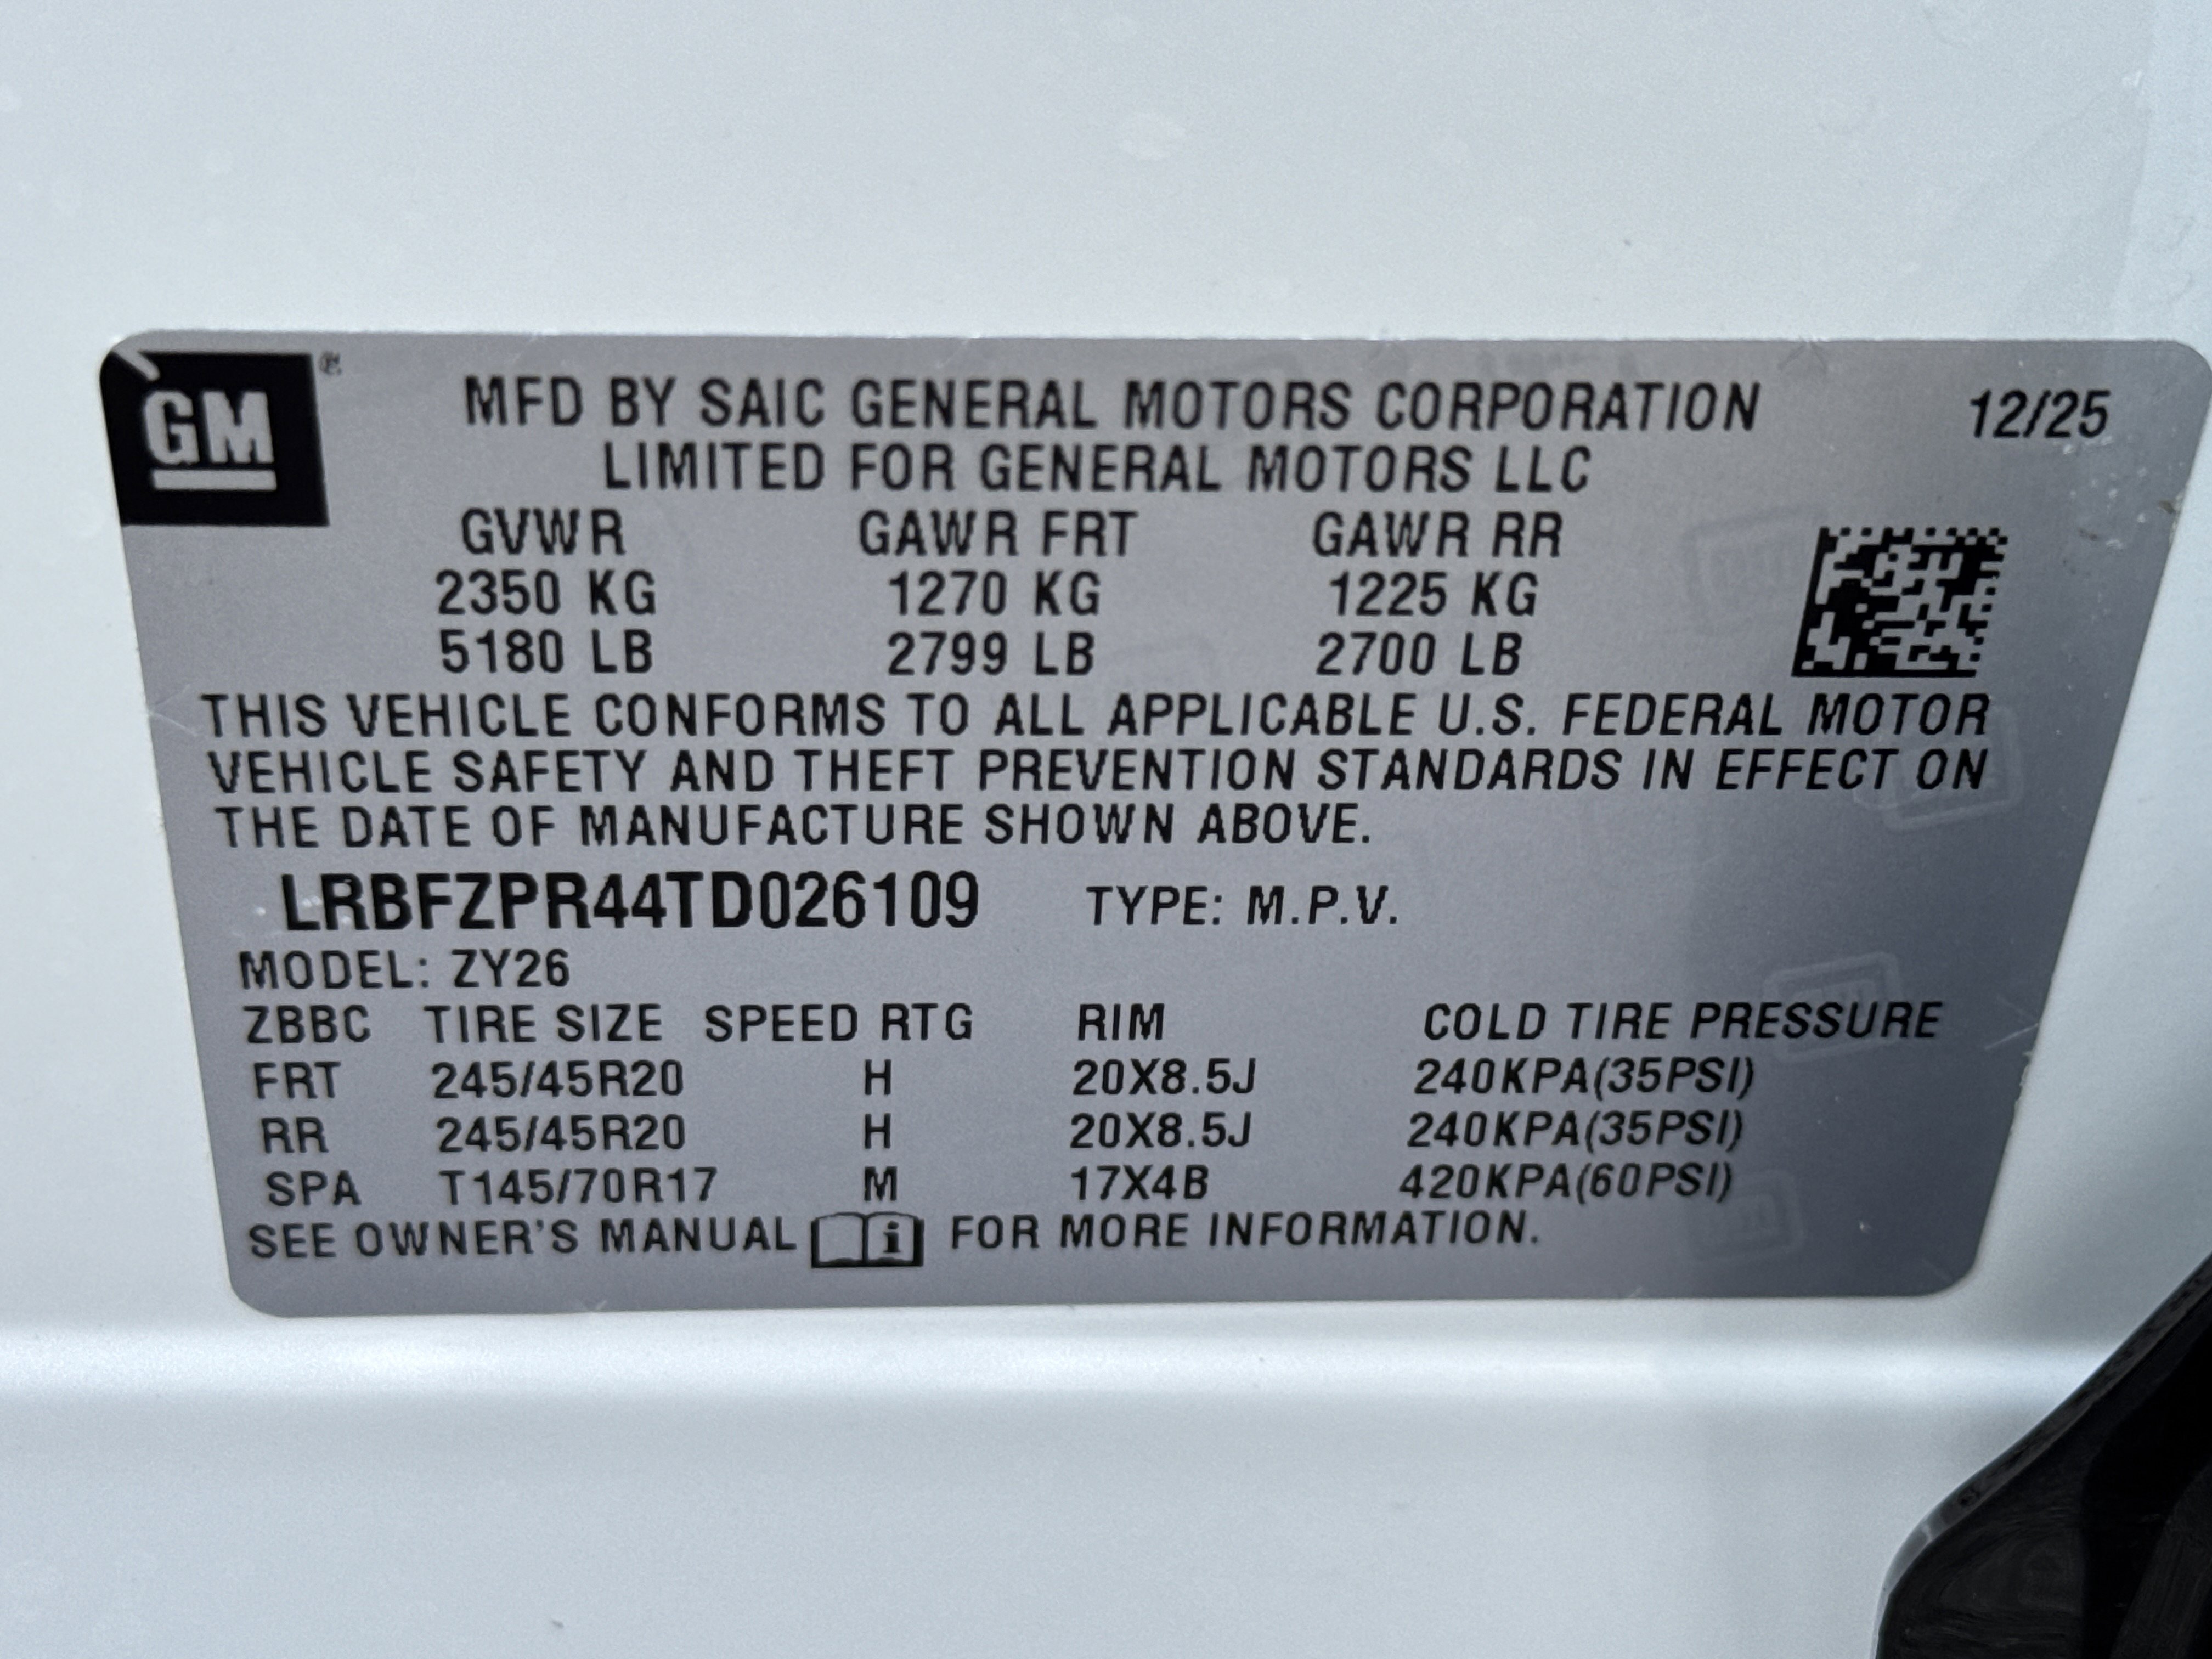 GM ®
MFD BY SAIC GENERAL MOTORS CORPORATION 12/25
LIMITED FOR GENERAL MOTORS LLC
GVWR GAWR FRT GAWR RR
2350 KG 1270 KG 1225 KG
5180 LB 2799 LB 2700 LB
THIS VEHICLE CONFORMS TO ALL APPLICABLE U.S. FEDERAL MOTOR
VEHICLE SAFETY AND THEFT PREVENTION STANDARDS IN EFFECT ON
THE DATE OF MANUFACTURE SHOWN ABOVE.
LRBFZPR44TD026109 TYPE: M.P.V.
MODEL: ZY26
ZBBC TIRE SIZE SPEED RTG RIM COLD TIRE PRESSURE
FRT 245/45R20 H 20X8.5J 240KPA(35PSI)
RR 245/45R20 H 20X8.5J 240KPA(35PSI)
SPA T145/70R17 M 17X4B 420KPA(60PSI)
SEE OWNER'S MANUAL i FOR MORE INFORMATION.